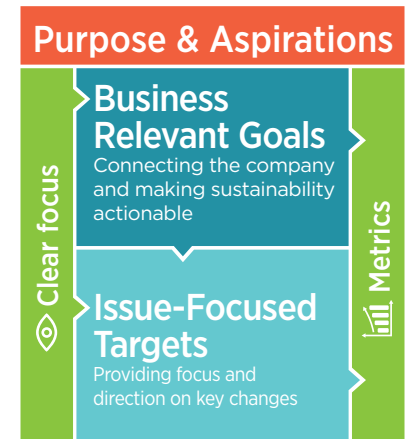 Purpose & Aspirations
Clear focus
Business
Relevant Goals
Connecting the company
and making sustainability
actionable
Issue-Focused
Targets
Providing focus and
direction on key changes
Metrics